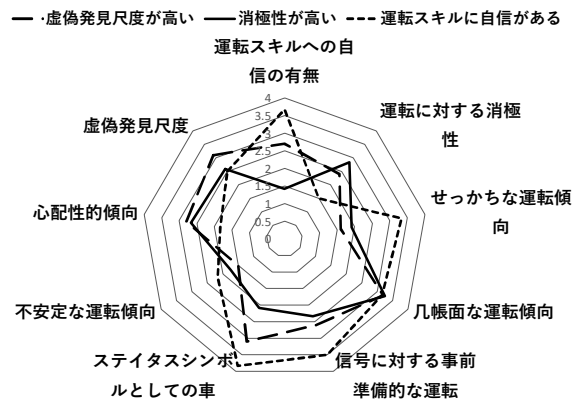 虚偽発見尺度が高い 消極性が高い 運転スキルに自信がある
運転スキルへの自
信の有無
運転に対する消極
性
せっかちな運転傾
向
几帳面な運転傾向
信号に対する事前
準備的な運転
ステイタスシンボ
ルとしての車
不安定な運転傾向
心配性的傾向
虚偽発見尺度
4
3.5
3
2.5
2
1.5
1
0.5
0